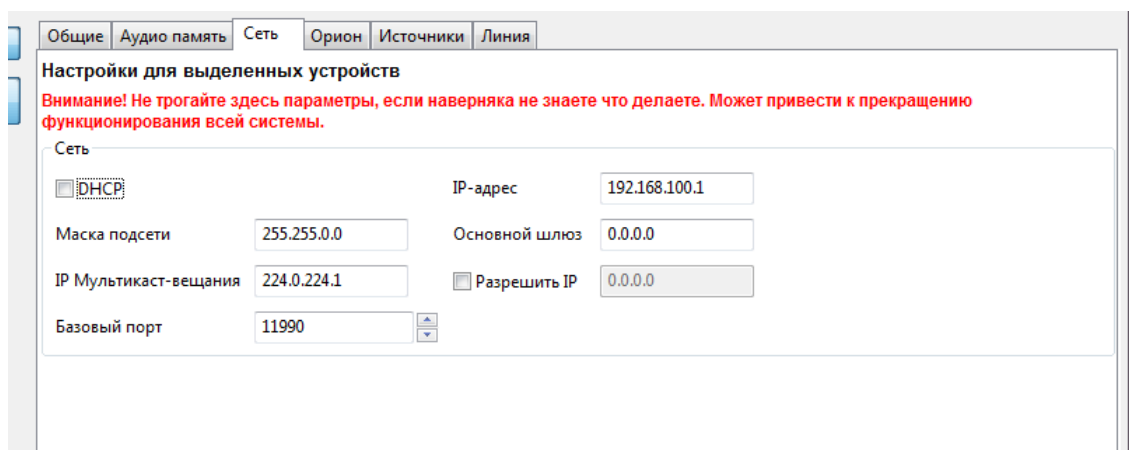 Общие Аудио память Сеть Орион Источники Линия
Настройки для выделенных устройств
Внимание! Не трогайте здесь параметры, если наверняка не знаете что делаете. Может привести к прекращению
функционирования всей системы.
Сеть
DHCP IP-адрес 192.168.100.1
Маска подсети 255.255.0.0 Основной шлюз 0.0.0.0
IP Мультикаст-вещания 224.0.224.1 Разрешить IP 0.0.0.0
Базовый порт 11990